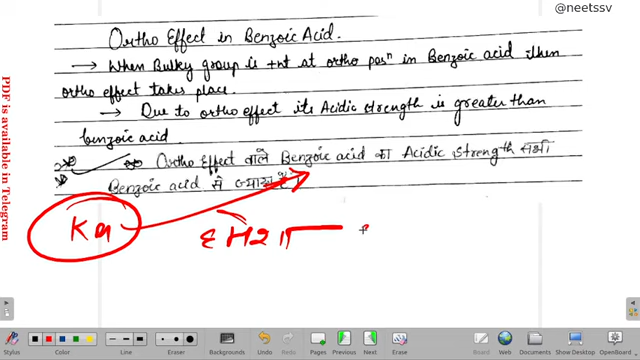 @neetssv
Ortho Effect in Benzoic Acid.
→ When Bulky group is +nt at ortho posⁿ in Benzoic acid then
ortho effect takes place.
→ Due to ortho effect its Acidic strength is greater than
benzoic acid.
Ortho Effect वाले Benzoic acid का Acidic strength सभी
Benzoic acid से ज्यादा है
Ka
PDF is available in Telegram
Color
Line
Eraser
Backgrounds
Undo
Redo
Pages
Previous
Next
Erase
Board
Web
Documents
Desktop
OpenBoard